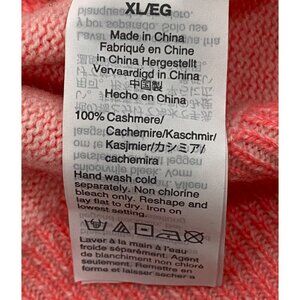 XL/EG
Made in China
Fabriqué en Chine
in China Hergestellt
Vervaardigd in China
中国製
Hecho en China
100% Cashmere/
Cachemire/Kaschmir/
Kasjmier/カシミア/
cachemira
Hand wash cold
separately. Non chlorine
bleach only. Reshape and
lay flat to dry. Iron on
lowest setting.
Laver à la main à l'eau
froide séparément. Agent
de blanchiment non chloré
seulement. Remettre en
forme et laisser sécher à